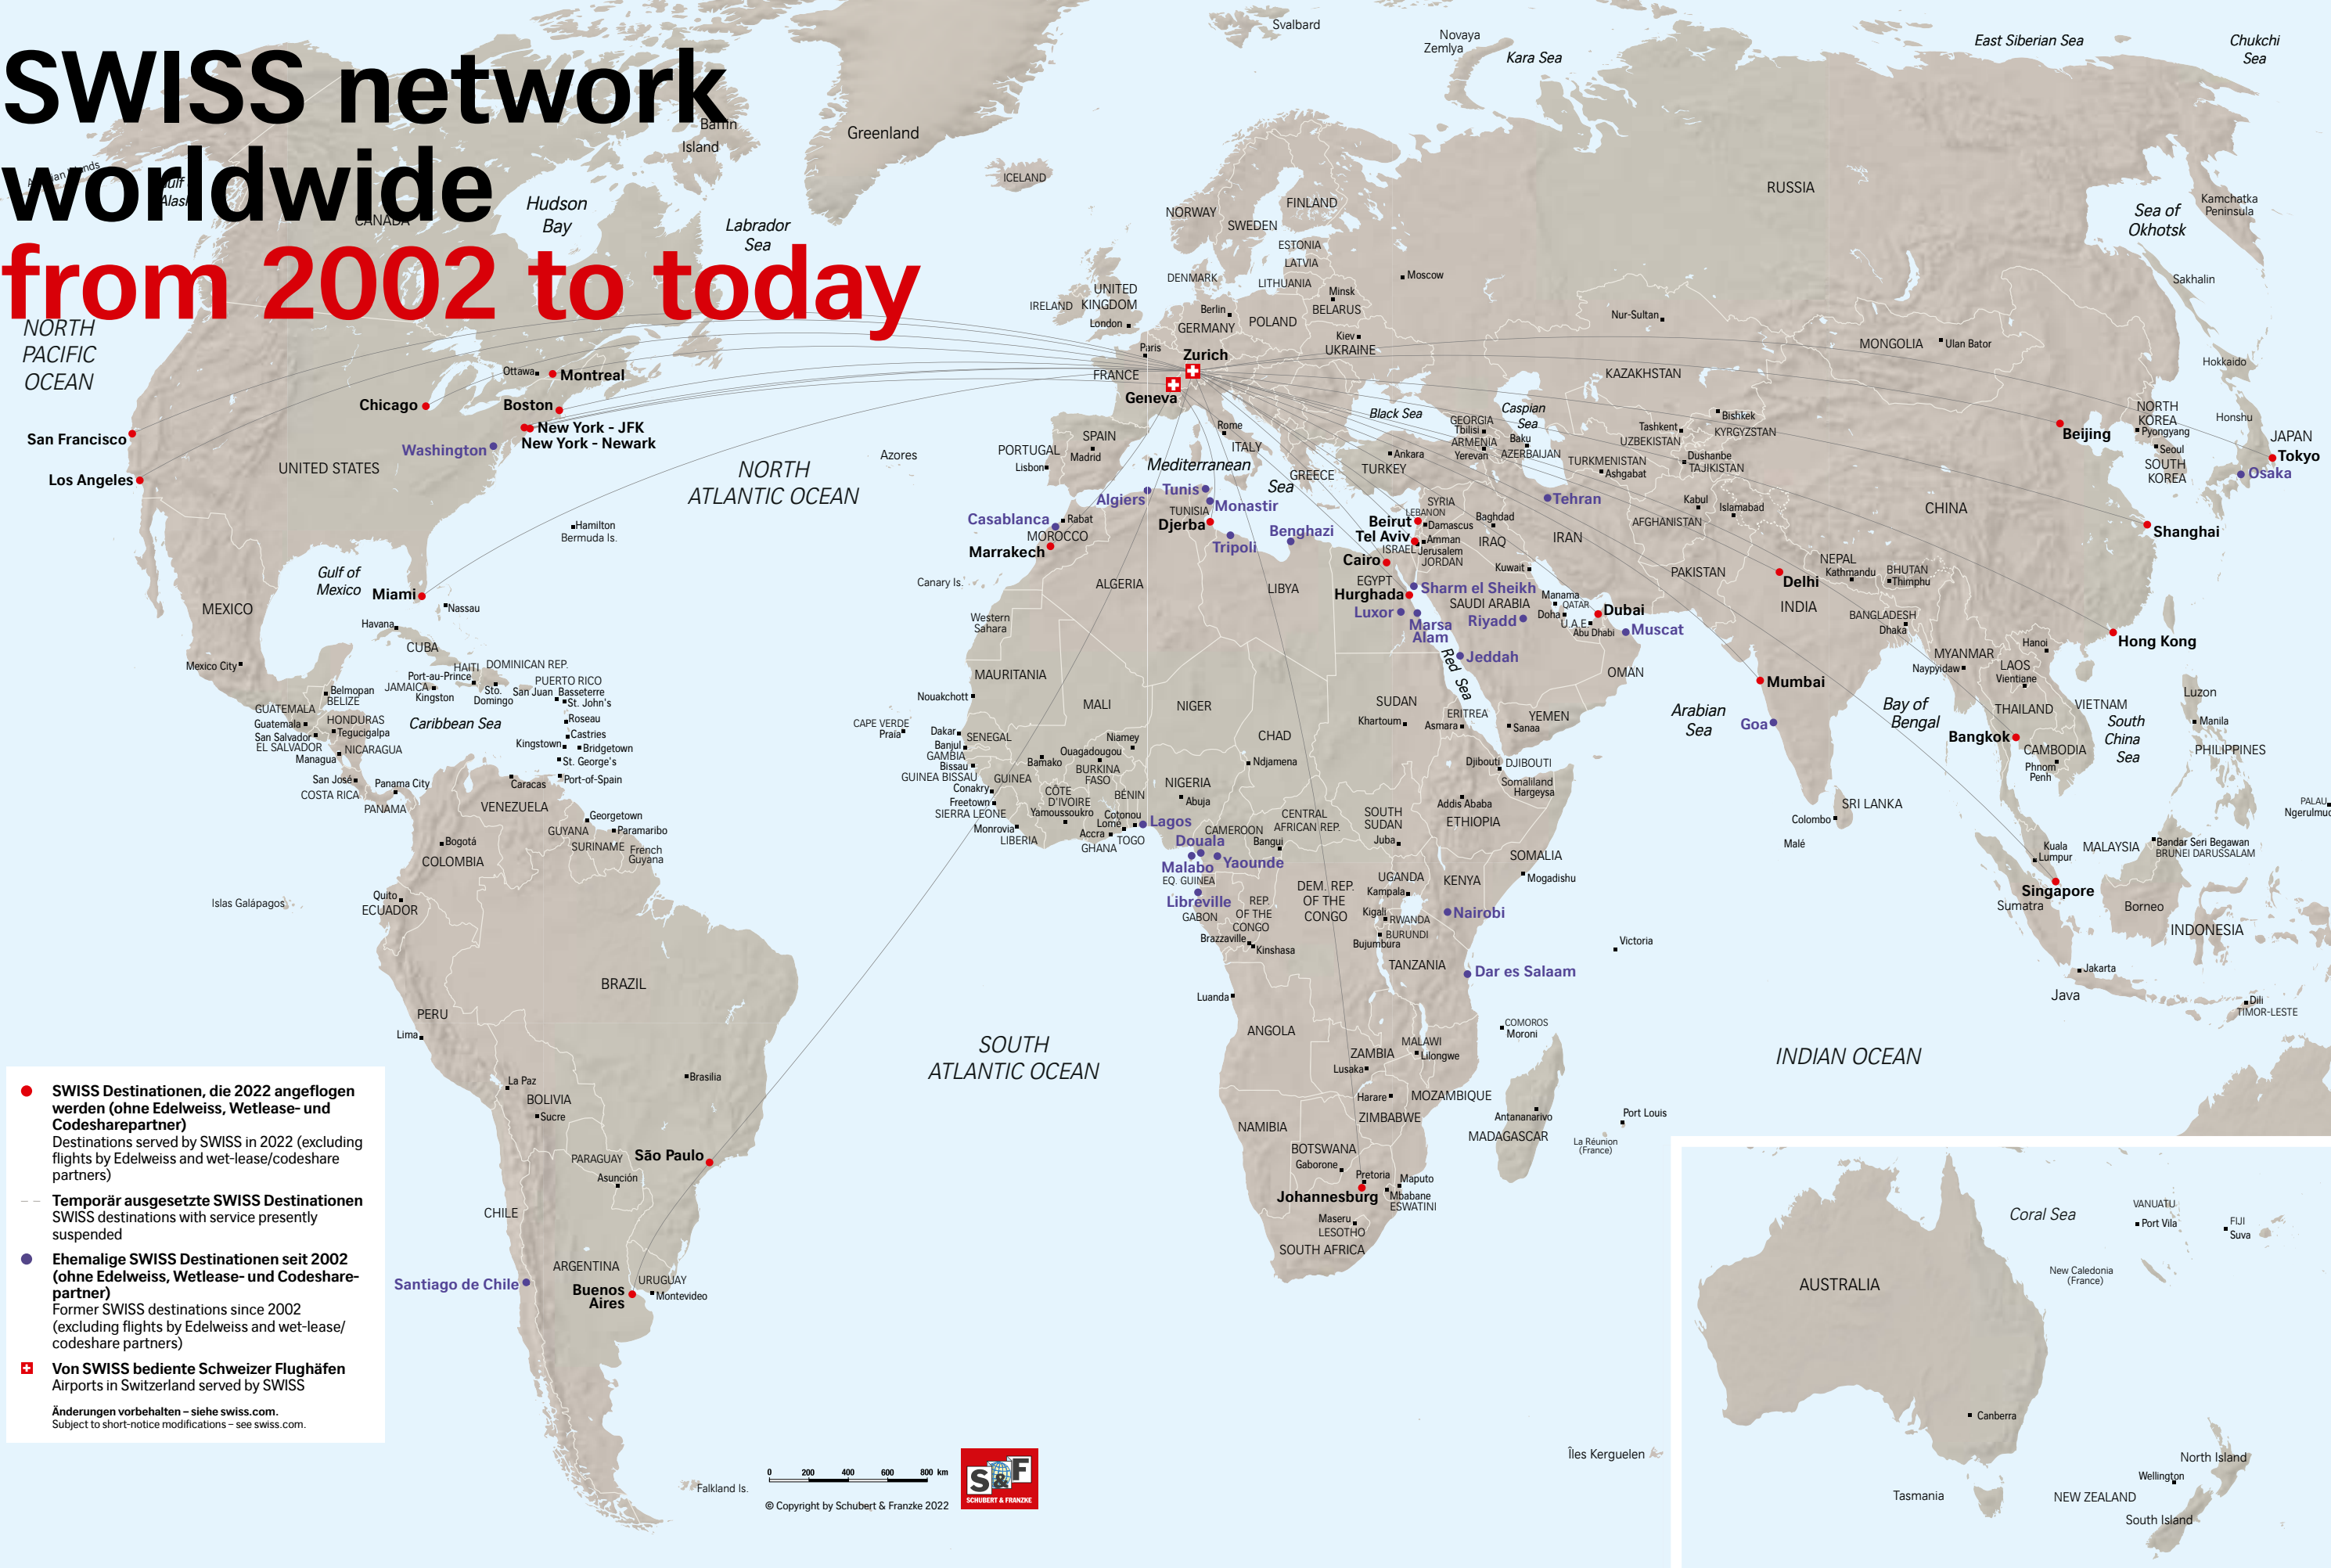 SWISS network
worldwide
from 2002 to today
Svalbard
Novaya
Zemlya
Kara Sea
East Siberian Sea
Chukchi
Sea
Baffin
Island
Greenland
Gulf
Alask
CANADA
Hudson
Bay
Labrador
Sea
ICELAND
NORWAY
SWEDEN
FINLAND
ESTONIA
LATVIA
LITHUANIA
DENMARK
RUSSIA
Moscow
Kamchatka
Peninsula
Sea of
Okhotsk
Sakhalin
NORTH
PACIFIC
OCEAN
UNITED
KINGDOM
IRELAND
London
Minsk
BELARUS
Berlin
GERMANY
POLAND
Kiev
UKRAINE
Paris
Zurich
FRANCE
Geneva
Nur-Sultan
MONGOLIA
Ulan Bator
KAZAKHSTAN
Hokkaido
Ottawa
Montreal
Chicago
Boston
New York - JFK
New York - Newark
Washington
San Francisco
Los Angeles
UNITED STATES
NORTH
ATLANTIC OCEAN
Azores
PORTUGAL
Lisbon
SPAIN
Madrid
Rome
ITALY
Mediterranean
Sea
GREECE
Black Sea
Ankara
TURKEY
GEORGIA
Tbilisi
ARMENIA
Yerevan
Caspian
Sea
Baku
AZERBAIJAN
Bishkek
KYRGYZSTAN
Tashkent
UZBEKISTAN
Dushanbe
TAJIKISTAN
TURKMENISTAN
Ashgabat
Beijing
NORTH
KOREA
Pyongyang
Seoul
SOUTH
KOREA
Honshu
JAPAN
Tokyo
Osaka
Algiers
Tunis
Monastir
TUNISIA
Djerba
Tripoli
Benghazi
Casablanca
Rabat
MOROCCO
Marrakech
Hamilton
Bermuda Is.
SYRIA
LEBANON
Beirut
Damascus
Tel Aviv
Amman
ISRAEL
Jerusalem
JORDAN
Baghdad
IRAQ
Tehran
IRAN
Kabul
AFGHANISTAN
Islamabad
CHINA
Shanghai
Cairo
EGYPT
Kuwait
PAKISTAN
Delhi
NEPAL
Kathmandu
BHUTAN
Thimphu
INDIA
BANGLADESH
Dhaka
Gulf of
Mexico
Miami
Nassau
MEXICO
Mexico City
Havana
CUBA
Canary Is.
ALGERIA
LIBYA
Western
Sahara
Hurghada
Sharm el Sheikh
Luxor
Marsa
Alam
SAUDI ARABIA
Riyadd
Manama
QATAR
Doha
U.A.E
Abu Dhabi
Dubai
Muscat
OMAN
Jeddah
Red Sea
Hong Kong
Hanoi
MYANMAR
Naypyidaw
LAOS
Vientiane
Mumbai
Goa
Arabian
Sea
Bay of
Bengal
THAILAND
Bangkok
VIETNAM
CAMBODIA
Phnom
Penh
South
China
Sea
Luzon
Manila
PHILIPPINES
HAITI
DOMINICAN REP.
Port-au-Prince
JAMAICA
Kingston
Sto.
Domingo
PUERTO RICO
San Juan
Basseterre
St. John's
Roseau
Castries
Kingstown
Bridgetown
St. George's
Port-of-Spain
Caribbean Sea
Belmopan
BELIZE
GUATEMALA
Guatemala
HONDURAS
Tegucigalpa
San Salvador
EL SALVADOR
NICARAGUA
Managua
San José
COSTA RICA
Panama City
PANAMA
Caracas
VENEZUELA
Georgetown
GUYANA
Paramaribo
SURINAME
French
Guyana
Bogotá
COLOMBIA
Islas Galápagos
Quito
ECUADOR
MAURITANIA
Nouakchott
CAPE VERDE
Praia
Dakar
SENEGAL
Banjul
GAMBIA
Bissau
GUINEA BISSAU
GUINEA
Conakry
Freetown
SIERRA LEONE
Monrovia
LIBERIA
MALI
Bamako
Ouagadougou
BURKINA
FASO
CÔTE
D'IVOIRE
Yamoussoukro
Niamey
NIGER
BÉNIN
Cotonou
Lomé
Accra
TOGO
GHANA
NIGERIA
Abuja
Lagos
CHAD
Ndjamena
SUDAN
Khartoum
ERITREA
Asmara
YEMEN
Sanaa
Djibouti
DJIBOUTI
Somaliland
Hargeysa
Addis Ababa
ETHIOPIA
SOUTH
SUDAN
Juba
CENTRAL
AFRICAN REP.
Bangui
CAMEROON
Douala
Malabo
Yaounde
EQ. GUINEA
Libreville
GABON
REP.
OF THE
CONGO
Brazzaville
Kinshasa
DEM. REP.
OF THE
CONGO
UGANDA
Kampala
KENYA
Nairobi
SOMALIA
Mogadishu
Kigali
RWANDA
BURUNDI
Bujumbura
TANZANIA
Dar es Salaam
Victoria
Colombo
SRI LANKA
Malé
Kuala
Lumpur
MALAYSIA
Bandar Seri Begawan
BRUNEI DARUSSALAM
PALAU
Singapore
Sumatra
Borneo
INDONESIA
Jakarta
Java
Dili
TIMOR-LESTE
BRAZIL
PERU
Lima
La Paz
BOLIVIA
Sucre
Brasilia
PARAGUAY
Asunción
São Paulo
CHILE
ARGENTINA
Santiago de Chile
Buenos
Aires
URUGUAY
Montevideo
Falkland Is.
SOUTH
ATLANTIC OCEAN
Luanda
ANGOLA
ZAMBIA
Lusaka
MALAWI
Lilongwe
COMOROS
Moroni
Harare
MOZAMBIQUE
ZIMBABWE
NAMIBIA
BOTSWANA
Gaborone
Pretoria
Maputo
Johannesburg
Mbabane
ESWATINI
Maseru
LESOTHO
SOUTH AFRICA
Antananarivo
MADAGASCAR
Port Louis
La Réunion
(France)
INDIAN OCEAN
Îles Kerguelen
Coral Sea
VANUATU
Port Vila
FIJI
Suva
New Caledonia
(France)
AUSTRALIA
Canberra
Tasmania
North Island
Wellington
NEW ZEALAND
South Island
SWISS Destinationen, die 2022 angeflogen
werden (ohne Edelweiss, Wetlease- und
Codesharepartner)
Destinations served by SWISS in 2022 (excluding
flights by Edelweiss and wet-lease/codeshare
partners)
Temporär ausgesetzte SWISS Destinationen
SWISS destinations with service presently
suspended
Ehemalige SWISS Destinationen seit 2002
(ohne Edelweiss, Wetlease- und Codeshare-
partner)
Former SWISS destinations since 2002
(excluding flights by Edelweiss and wet-lease/
codeshare partners)
Von SWISS bediente Schweizer Flughäfen
Airports in Switzerland served by SWISS
Änderungen vorbehalten – siehe swiss.com.
Subject to short-notice modifications – see swiss.com.
0 200 400 600 800 km
© Copyright by Schubert & Franzke 2022
S&F
SCHUBERT & FRANZKE